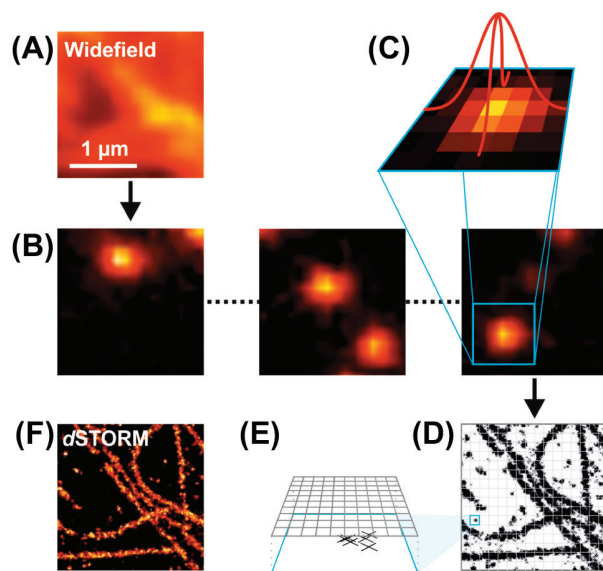 (A)
Widefield
1 µm
(C)
(B)
(F)
dSTORM
(E)
(D)